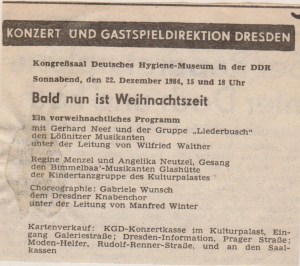 KONZERT UND GASTSPIELDIREKTION DRESDEN
Kongreßsaal Deutsches Hygiene-Museum in der DDR
Sonnabend, den 22. Dezember 1984, 15 und 18 Uhr
Bald nun ist Weihnachtszeit
Ein vorweihnachtliches Programm
mit Gerhard Neef und der Gruppe „Liederbusch"
den Lößnitzer Musikanten
unter der Leitung von Wilfried Walther
Regine Menzel und Angelika Neutzel, Gesang
den Bimmelbaa'-Musikanten Glashütte
der Kindertanzgruppe des Kulturpalastes
Choreographie: Gabriele Wunsch
dem Dresdner Knabenchor
unter der Leitung von Manfred Winter
Kartenverkauf: KGD-Konzertkasse im Kulturpalast, Ein-
gang Galeriestraße; Dresden-Information, Prager Straße;
Moden-Helfer, Rudolf-Renner-Straße, und an den Saal-
kassen